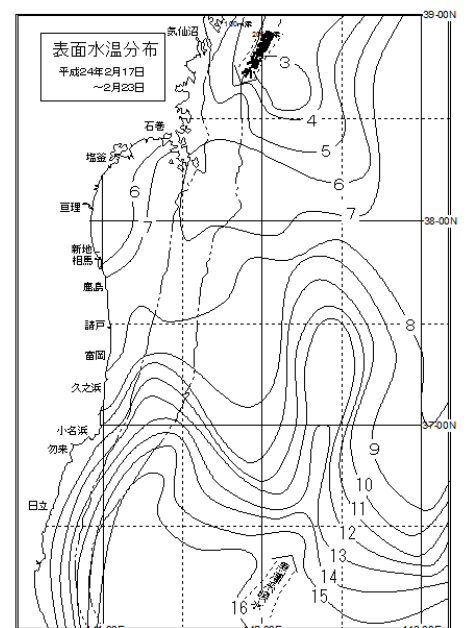 39-00N
気仙沼
100m
表面水温分布
平成24年2月17日
～2月23日
3
4
石巻
5
塩釜
6
6
亘理
7
7
38-00N
新地
相馬
鹿島
請戸
8
富岡
久之浜
小名浜
37-00N
勿来
9
10
日立
11
12
13
14
15
16